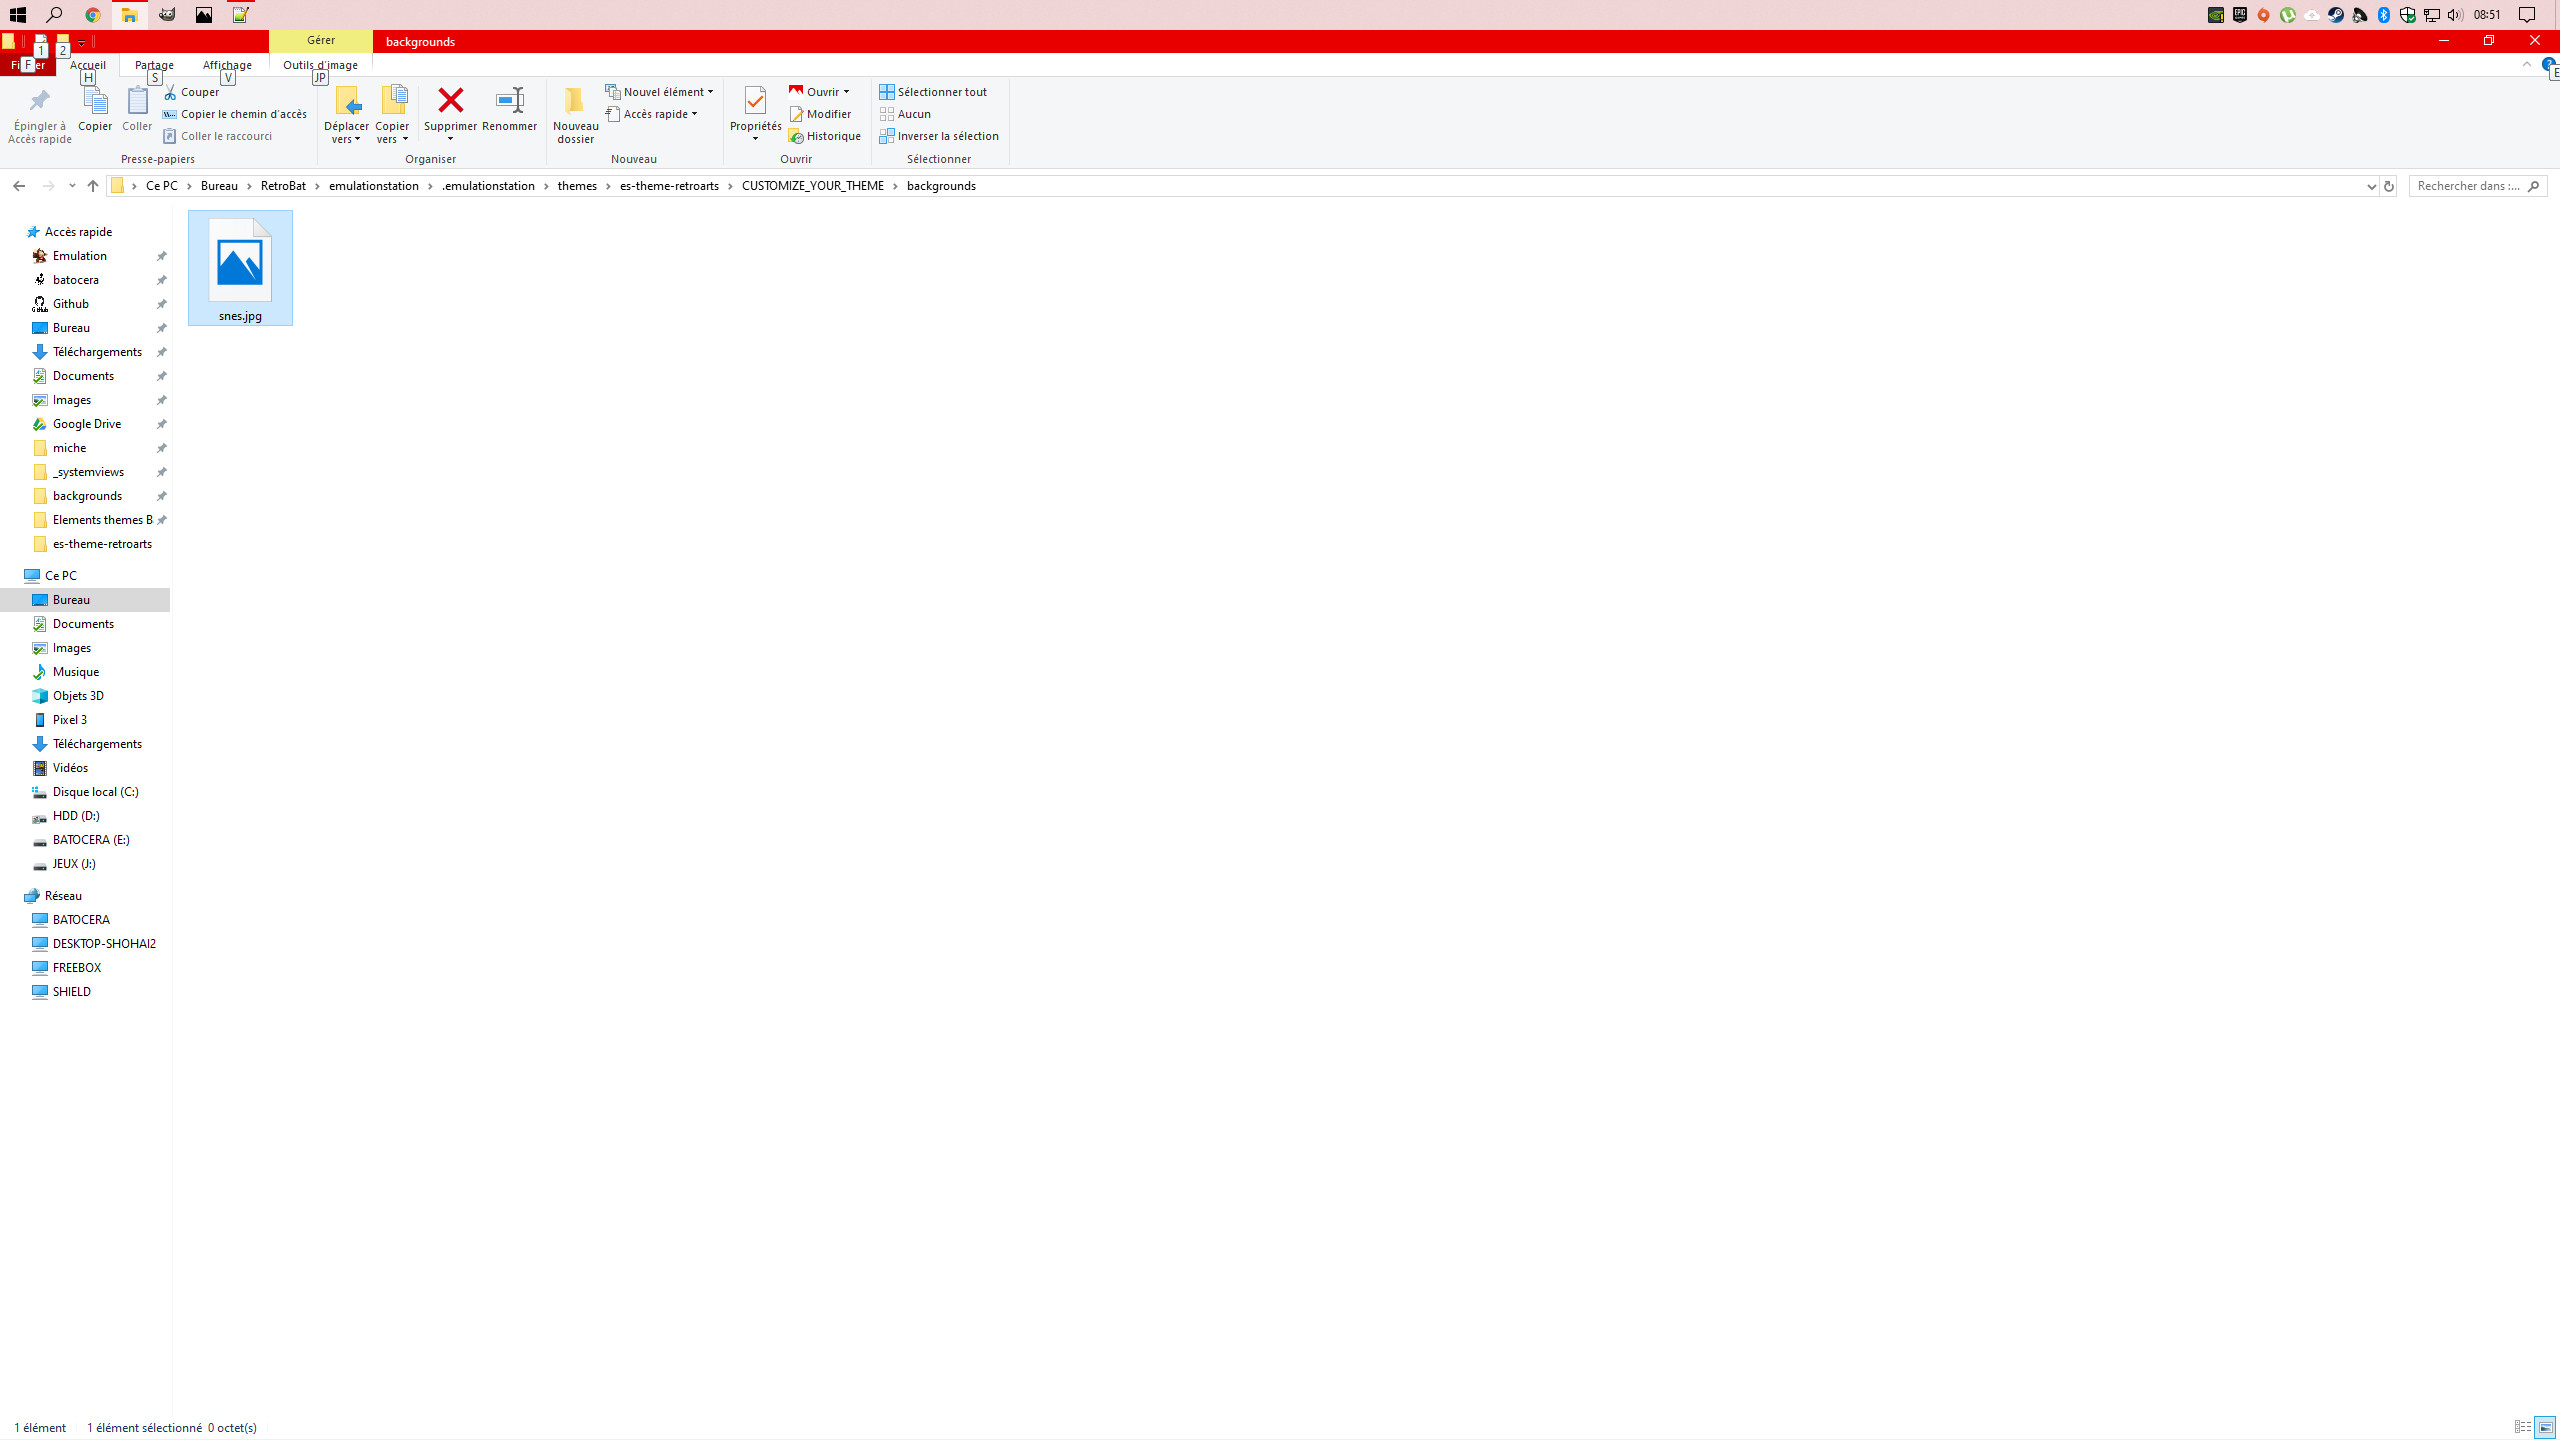 08:51
1 2 Gérer backgrounds
F Accueil Partage Affichage Outils d'image
H S V JP E
Épingler à
Accès rapide
Copier
Coller
Couper
Copier le chemin d'accès
Coller le raccourci
Presse-papiers
Déplacer
vers
Copier
vers
Supprimer
Renommer
Organiser
Nouveau
dossier
Nouvel élément
Accès rapide
Nouveau
Propriétés
Ouvrir
Modifier
Historique
Ouvrir
Sélectionner tout
Aucun
Inverser la sélection
Sélectionner
Ce PC > Bureau > RetroBat > emulationstation > .emulationstation > themes > es-theme-retroarts > CUSTOMIZE_YOUR_THEME > backgrounds
Rechercher dans :...
Accès rapide
Emulation
batocera
Github
Bureau
Téléchargements
Documents
Images
Google Drive
miche
_systemviews
backgrounds
Elements themes B
es-theme-retroarts
Ce PC
Bureau
Documents
Images
Musique
Objets 3D
Pixel 3
Téléchargements
Vidéos
Disque local (C:)
HDD (D:)
BATOCERA (E:)
JEUX (J:)
Réseau
BATOCERA
DESKTOP-SHOHAI2
FREEBOX
SHIELD
snes.jpg
1 élément 1 élément sélectionné 0 octet(s)